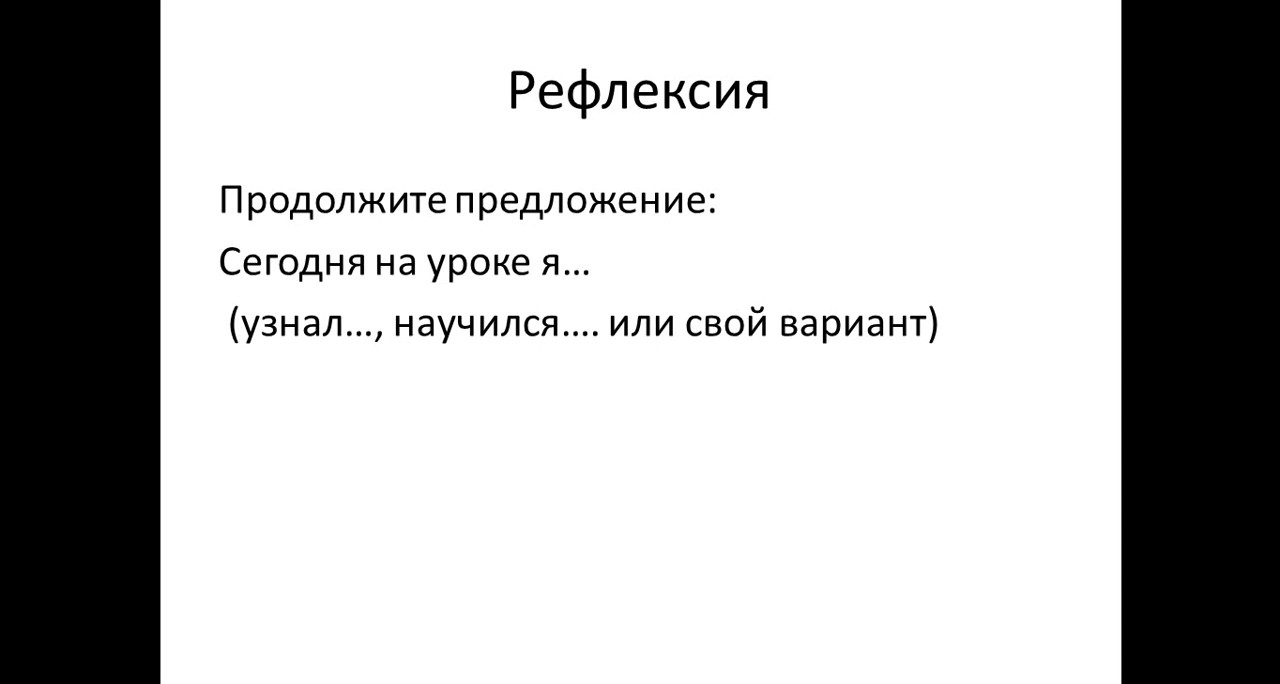 Рефлексия
Продолжите предложение:
Сегодня на уроке я…
(узнал…, научился…. или свой вариант)